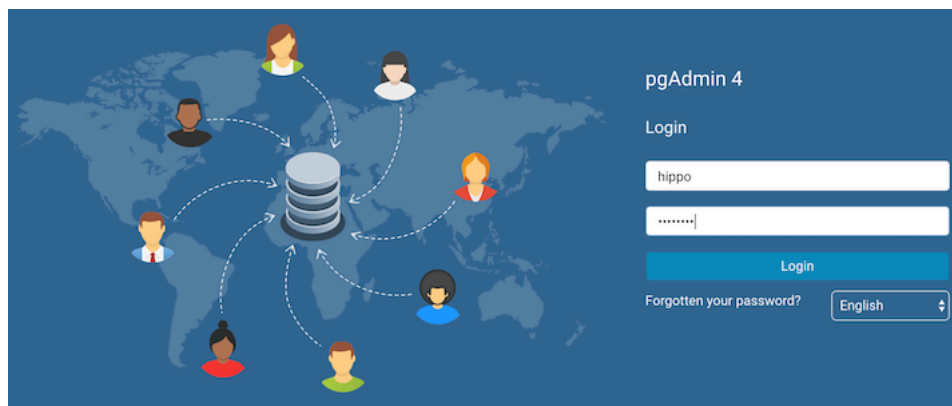 pgAdmin 4
Login
hippo
••••••••
Login
Forgotten your password?
English